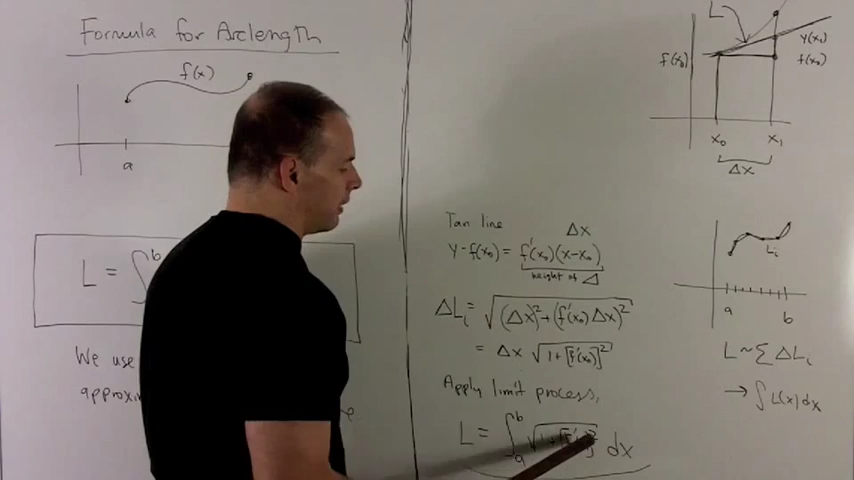 Formula for Arclength
f(x)
a
L = ∫ b
We use
approxi
L
y(x₁)
f(x₀)
f(x₀)
x₀ x₁
Δx
Tan line
Δx
y-f(x₀) = f'(x₀)(x-x₀)
height of Δ
ΔLᵢ = √(Δx)²+(f'(x₀)Δx)²
= Δx √1+[f'(x₀)]²
Apply limit process,
L = ∫ₐᵇ √1+[f' ]² dx
Lᵢ
a b
L ~ Σ ΔLᵢ
→ ∫ L(x) dx